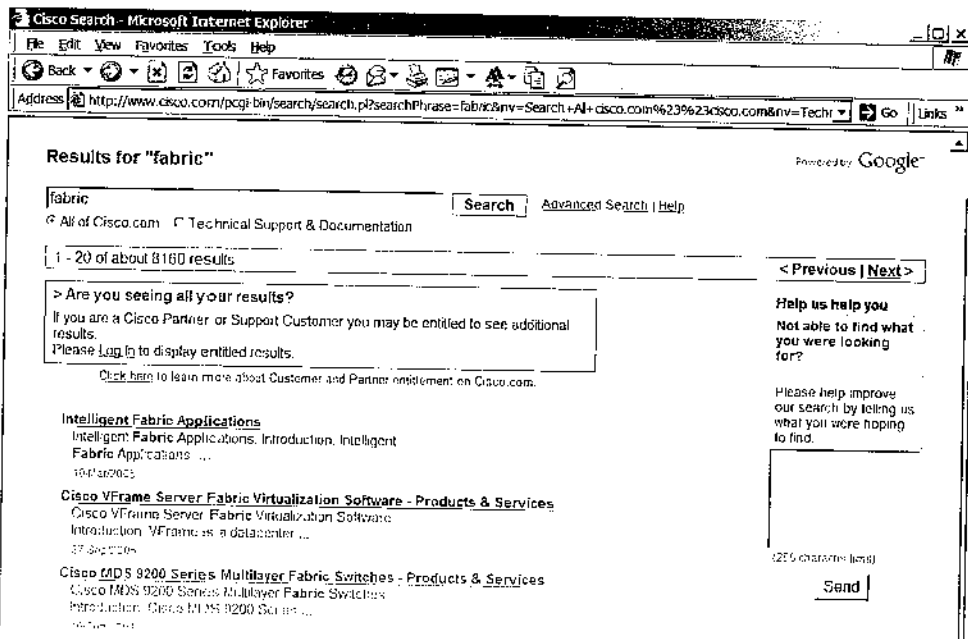 Cisco Search - Microsoft Internet Explorer
File Edit View Favorites Tools Help
Back Favorites
Address http://www.cisco.com/pcgi-bin/search/search.pl?searchPhrase=fabric&nv=Search+All+cisco.com%23%23cisco.com&nv=Techr Go Links »
Results for "fabric"
Powered by Google
fabric Search Advanced Search | Help
All of Cisco.com Technical Support & Documentation
1 - 20 of about 8160 results
< Previous | Next >
> Are you seeing all your results?
If you are a Cisco Partner or Support Customer you may be entitled to see additional
results.
Please Log In to display entitled results.
Click here to learn more about Customer and Partner entitlement on Cisco.com.
Help us help you
Not able to find what
you were looking
for?
Please help improve
our search by telling us
what you were hoping
to find.
(255 character limit)
Send
Intelligent Fabric Applications
Intelligent Fabric Applications. Introduction. Intelligent
Fabric Applications ...
Cisco VFrame Server Fabric Virtualization Software - Products & Services
Cisco VFrame Server Fabric Virtualization Software
Introduction. VFrame is a datacenter ...
Cisco MDS 9200 Series Multilayer Fabric Switches - Products & Services
Cisco MDS 9200 Series Multilayer Fabric Switches
Introduction. Cisco MDS 9200 Series ...